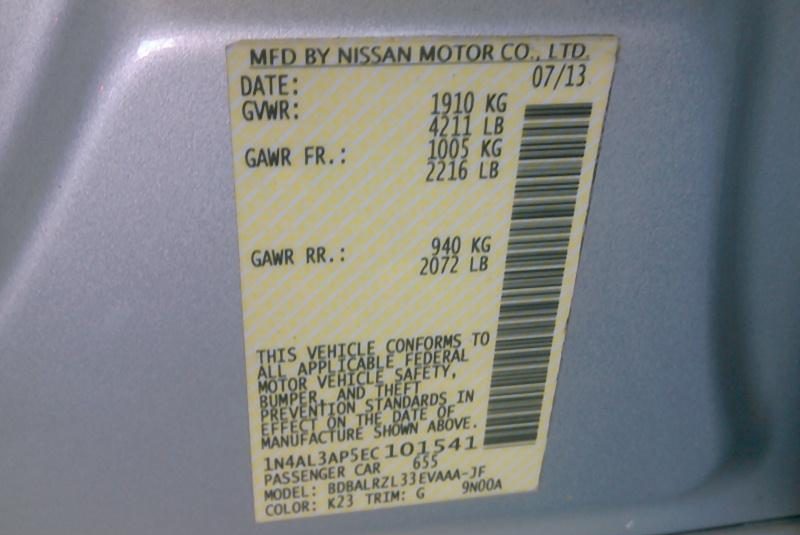 MFD BY NISSAN MOTOR CO., LTD.
DATE: 07/13
GVWR: 1910 KG
4211 LB
GAWR FR.: 1005 KG
2216 LB
GAWR RR.: 940 KG
2072 LB
THIS VEHICLE CONFORMS TO
ALL APPLICABLE FEDERAL
MOTOR VEHICLE SAFETY,
BUMPER, AND THEFT
PREVENTION STANDARDS IN
EFFECT ON THE DATE OF
MANUFACTURE SHOWN ABOVE.
1N4AL3AP5EC101541
PASSENGER CAR 655
MODEL: BDBALRZL33EVAAA-JF
COLOR: K23 TRIM: G 9N00A